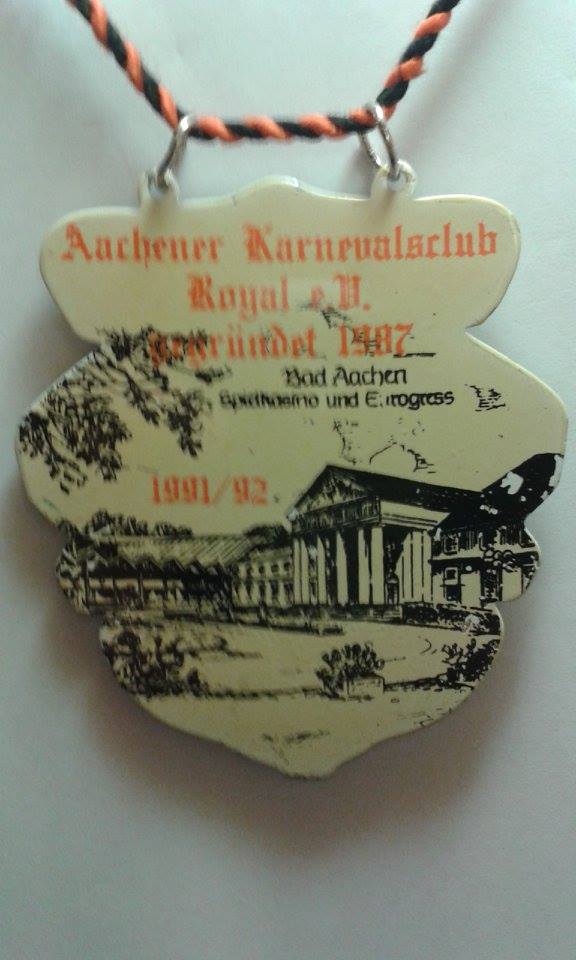 Aachener Karnevalsclub
Royal e.V.
gegründet 1987
Bad Aachen
Spielkasino und Eurogress
1991/92